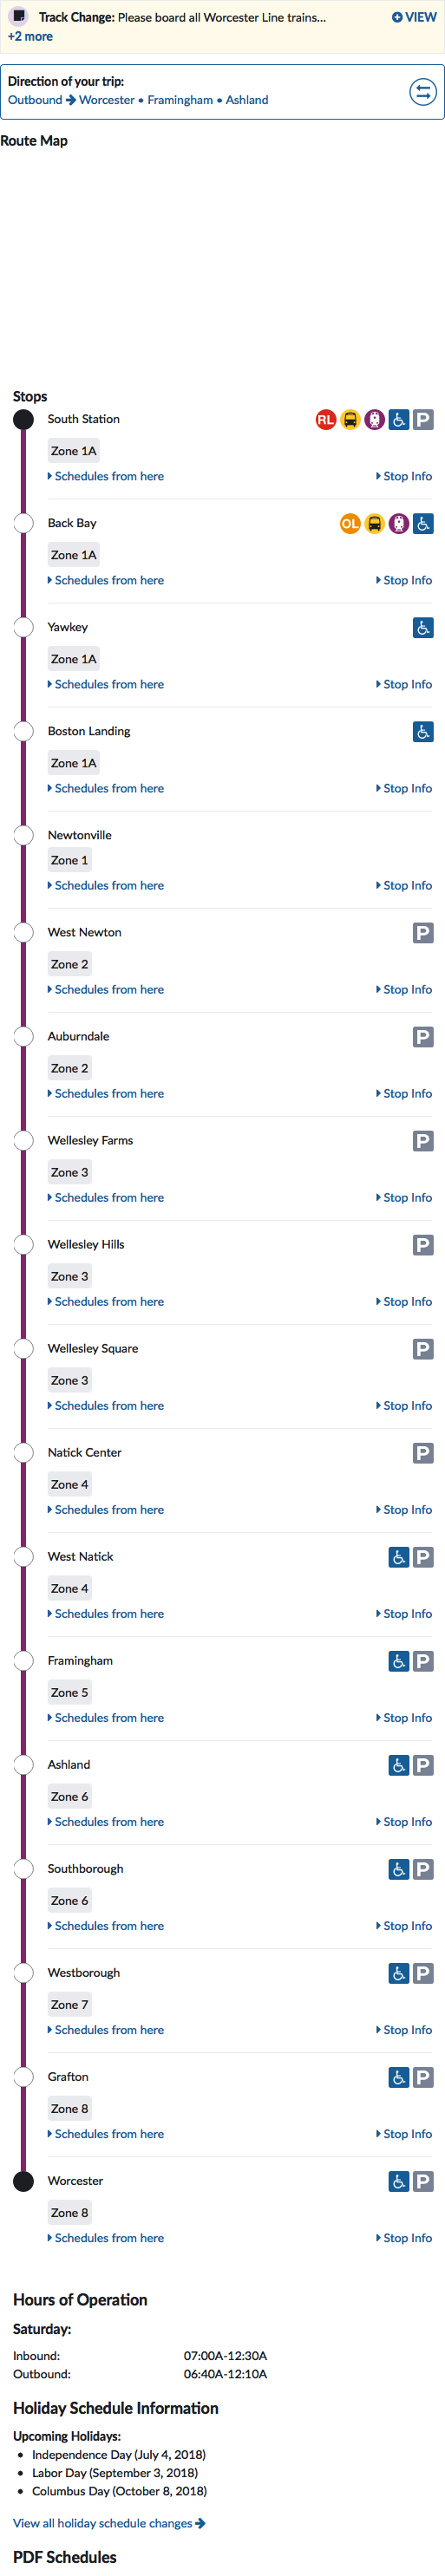 Track Change: Please board all Worcester Line trains...
VIEW
+2 more
Direction of your trip:
Outbound → Worcester • Framingham • Ashland
Route Map
Stops
South Station
RL
P
Zone 1A
Schedules from here
Stop Info
Back Bay
OL
Zone 1A
Schedules from here
Stop Info
Yawkey
Zone 1A
Schedules from here
Stop Info
Boston Landing
Zone 1A
Schedules from here
Stop Info
Newtonville
Zone 1
Schedules from here
Stop Info
West Newton
P
Zone 2
Schedules from here
Stop Info
Auburndale
P
Zone 2
Schedules from here
Stop Info
Wellesley Farms
P
Zone 3
Schedules from here
Stop Info
Wellesley Hills
P
Zone 3
Schedules from here
Stop Info
Wellesley Square
P
Zone 3
Schedules from here
Stop Info
Natick Center
P
Zone 4
Schedules from here
Stop Info
West Natick
P
Zone 4
Schedules from here
Stop Info
Framingham
P
Zone 5
Schedules from here
Stop Info
Ashland
P
Zone 6
Schedules from here
Stop Info
Southborough
P
Zone 6
Schedules from here
Stop Info
Westborough
P
Zone 7
Schedules from here
Stop Info
Grafton
P
Zone 8
Schedules from here
Stop Info
Worcester
P
Zone 8
Schedules from here
Stop Info
Hours of Operation
Saturday:
Inbound: 07:00A-12:30A
Outbound: 06:40A-12:10A
Holiday Schedule Information
Upcoming Holidays:
• Independence Day (July 4, 2018)
• Labor Day (September 3, 2018)
• Columbus Day (October 8, 2018)
View all holiday schedule changes →
PDF Schedules